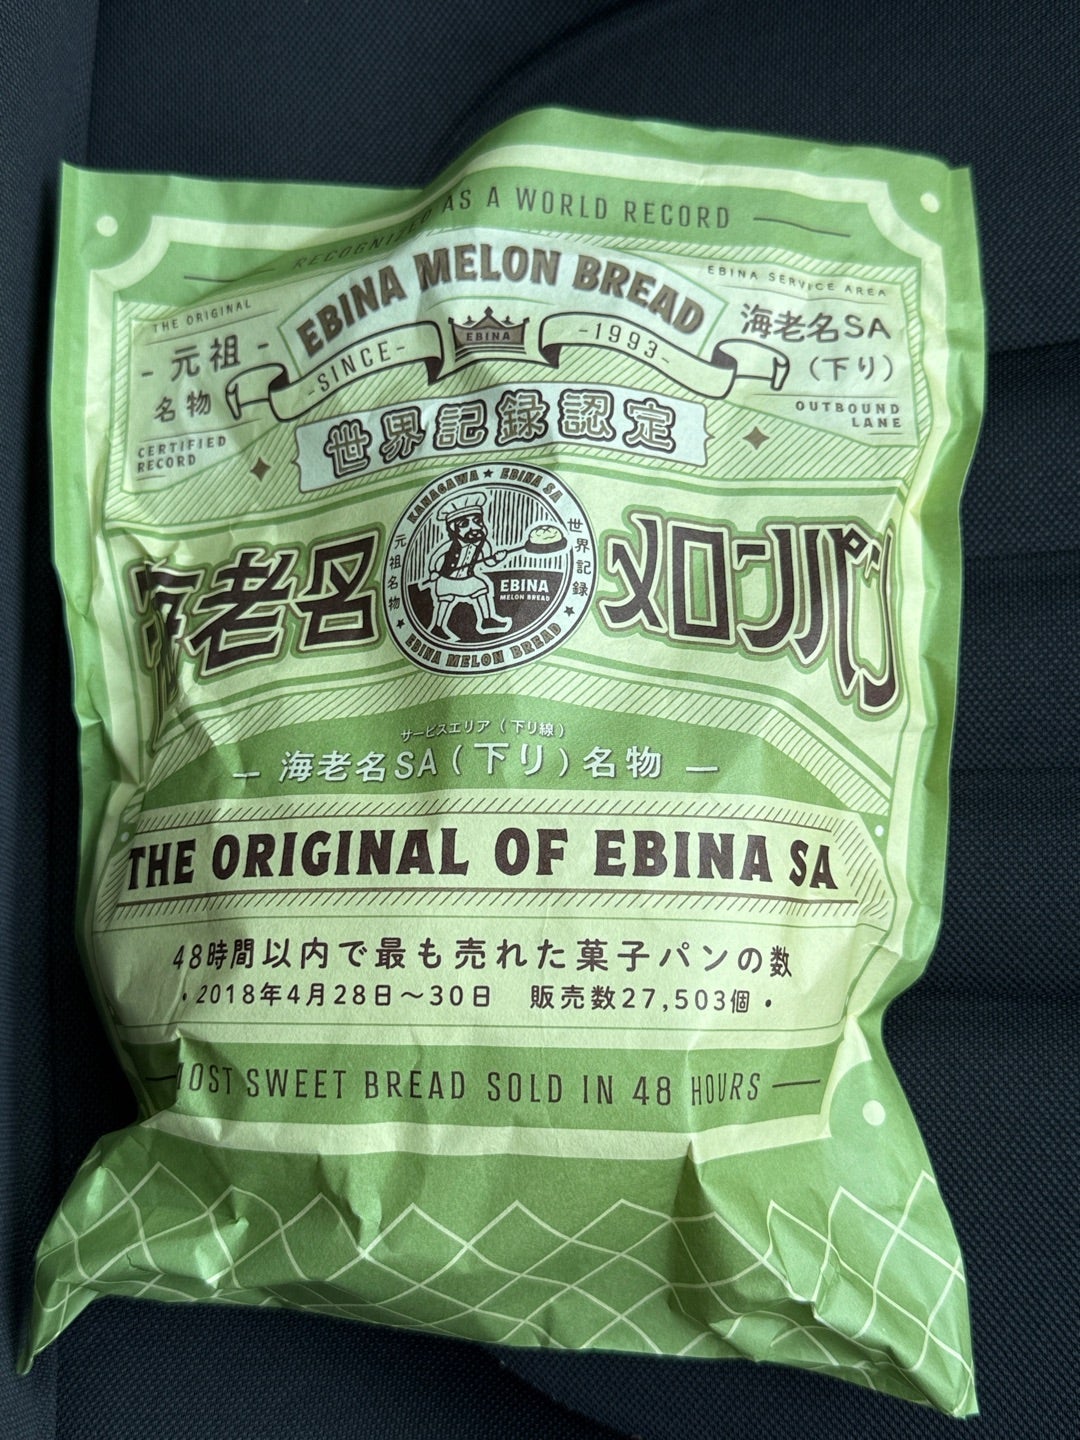 RECOGNIZED AS A WORLD RECORD
EBINA MELON BREAD
THE ORIGINAL
- 元祖 -
名物
CERTIFIED
RECORD
-SINCE-
EBINA
-1993-
EBINA SERVICE AREA
海老名SA
(下り)
OUTBOUND
LANE
世界記録認定
KANAGAWA ★ EBINA SA
元祖名物
世界記録
EBINA
MELON BREAD
★ EBINA MELON BREAD ★
海老名
メロンパン
サービスエリア（下り線）
— 海老名SA（下り）名物 —
THE ORIGINAL OF EBINA SA
48時間以内で最も売れた菓子パンの数
・2018年4月28日〜30日 販売数27,503個・
MOST SWEET BREAD SOLD IN 48 HOURS